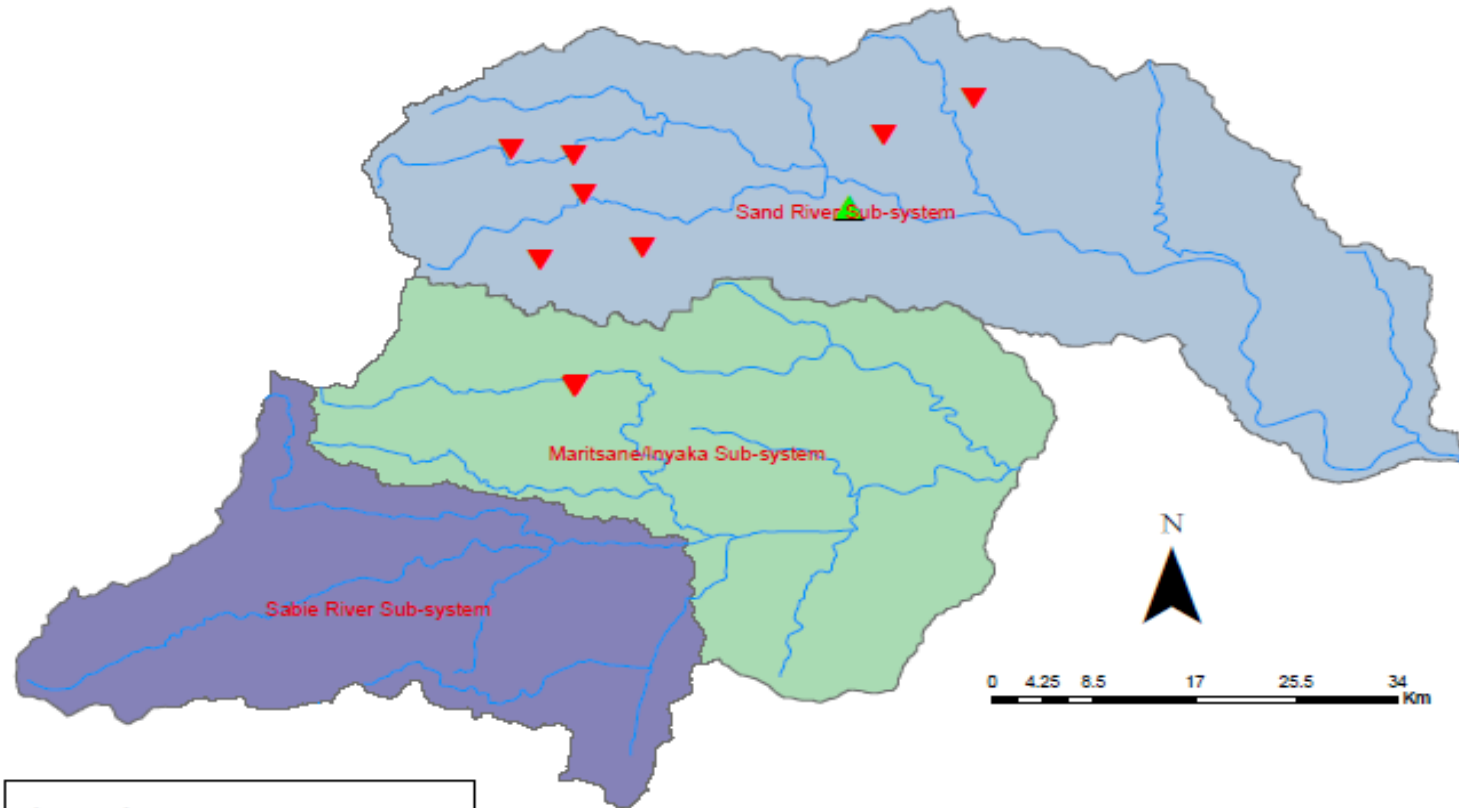 Sand River Sub-system
Maritsane/Inyaka Sub-system
Sabie River Sub-system
N
0 4.25 8.5 17 25.5 34
Km